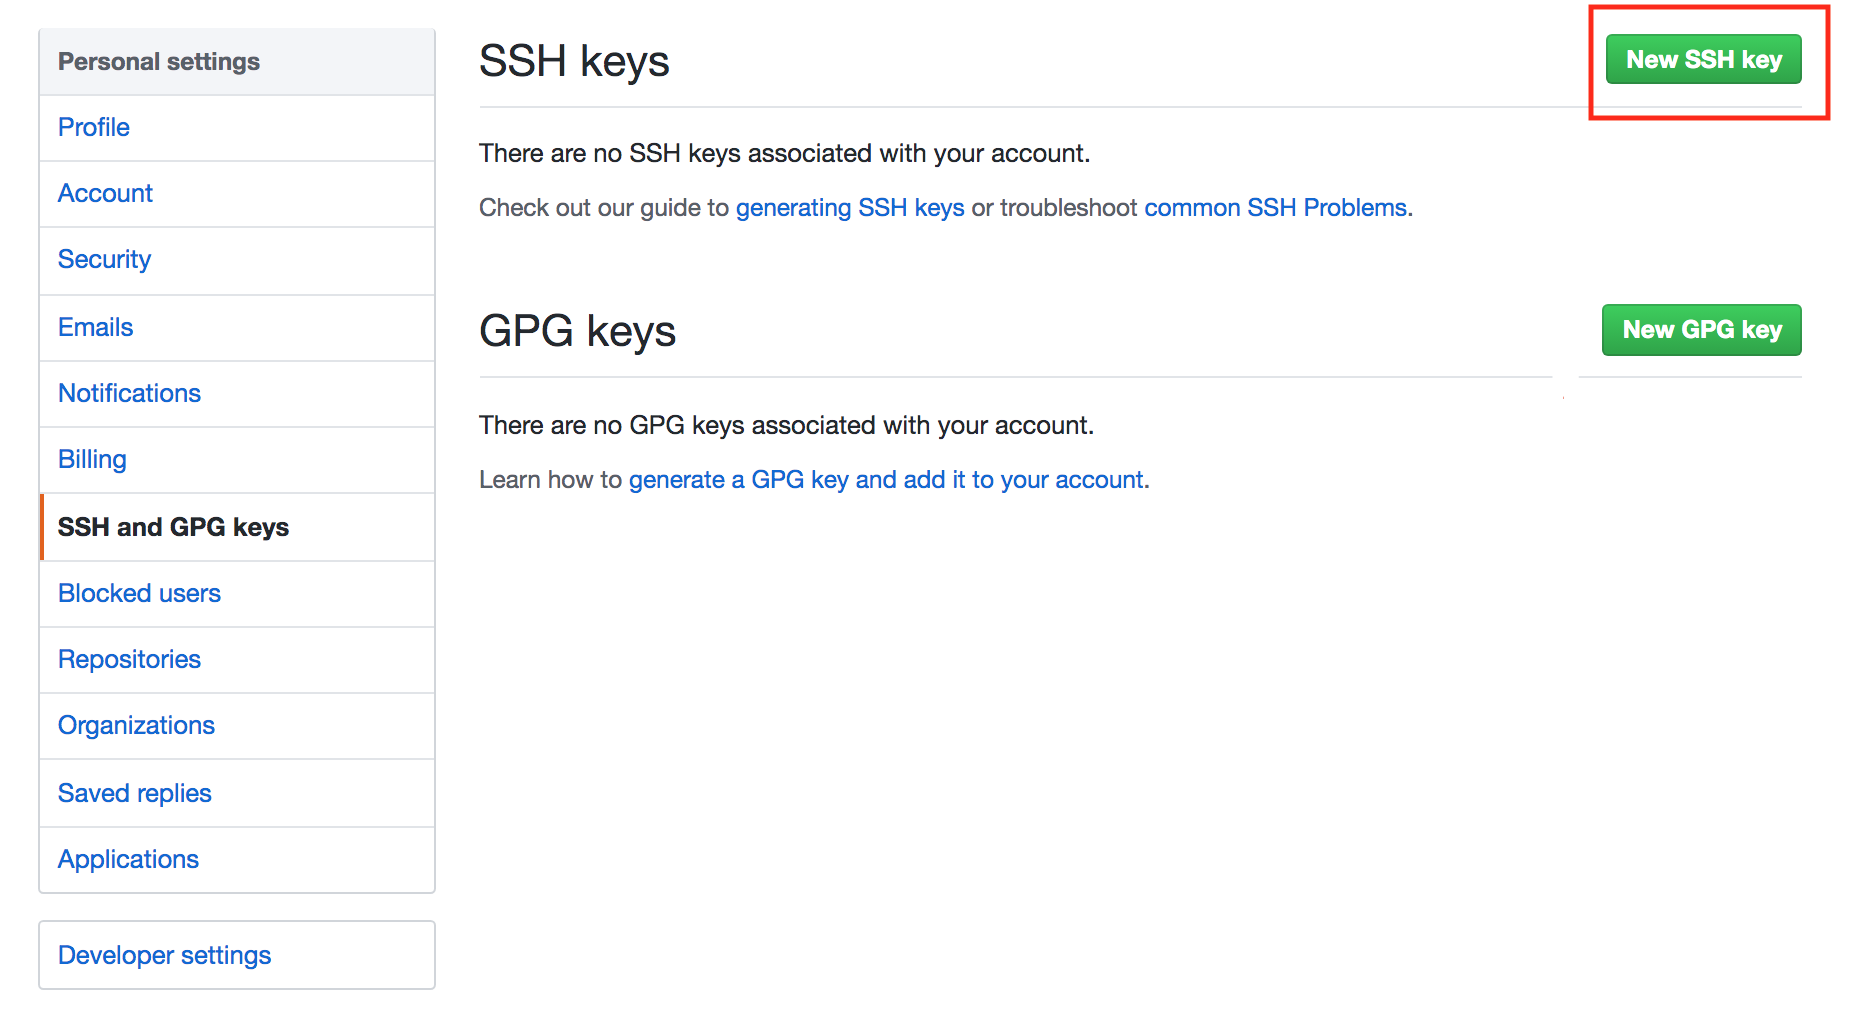 Personal settings
Profile
Account
Security
Emails
Notifications
Billing
SSH and GPG keys
Blocked users
Repositories
Organizations
Saved replies
Applications
Developer settings
SSH keys
New SSH key
There are no SSH keys associated with your account.
Check out our guide to generating SSH keys or troubleshoot common SSH Problems.
GPG keys
New GPG key
There are no GPG keys associated with your account.
Learn how to generate a GPG key and add it to your account.